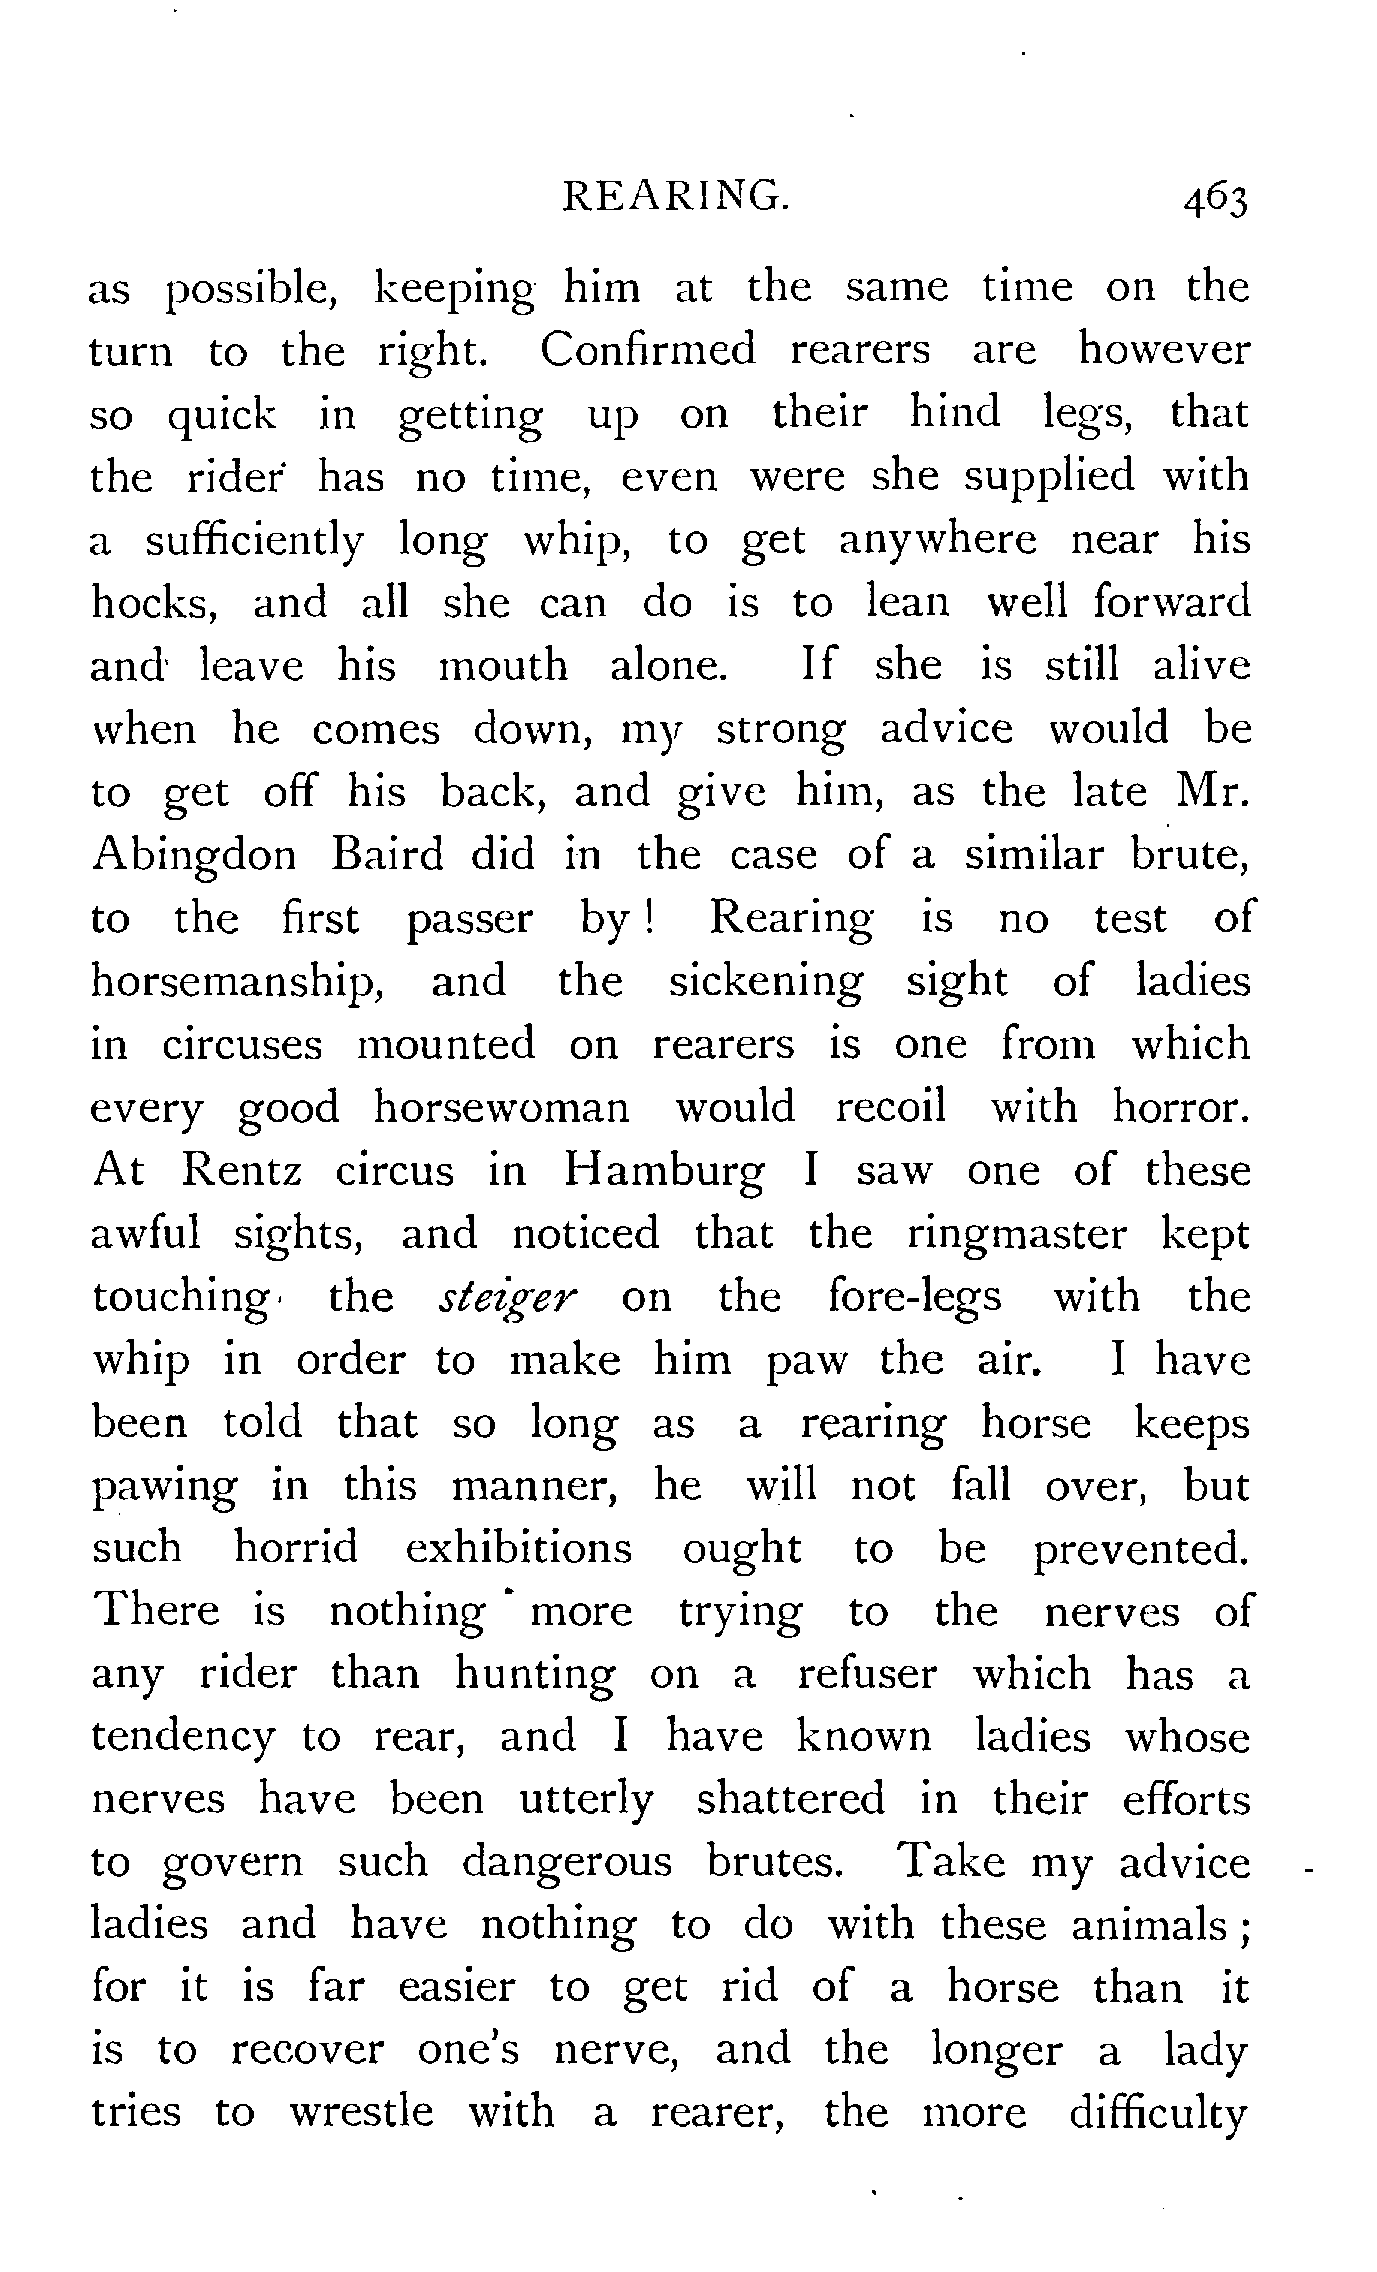 REARING. 463
as possible, keeping him at the same time on the
turn to the right. Confirmed rearers are however
so quick in getting up on their hind legs, that
the rider has no time, even were she supplied with
a sufficiently long whip, to get anywhere near his
hocks, and all she can do is to lean well forward
and leave his mouth alone. If she is still alive
when he comes down, my strong advice would be
to get off his back, and give him, as the late Mr.
Abingdon Baird did in the case of a similar brute,
to the first passer by ! Rearing is no test of
horsemanship, and the sickening sight of ladies
in circuses mounted on rearers is one from which
every good horsewoman would recoil with horror.
At Rentz circus in Hamburg I saw one of these
awful sights, and noticed that the ringmaster kept
touching the steiger on the fore-legs with the
whip in order to make him paw the air. I have
been told that so long as a rearing horse keeps
pawing in this manner, he will not fall over, but
such horrid exhibitions ought to be prevented.
There is nothing more trying to the nerves of
any rider than hunting on a refuser which has a
tendency to rear, and I have known ladies whose
nerves have been utterly shattered in their efforts
to govern such dangerous brutes. Take my advice
ladies and have nothing to do with these animals ;
for it is far easier to get rid of a horse than it
is to recover one's nerve, and the longer a lady
tries to wrestle with a rearer, the more difficulty